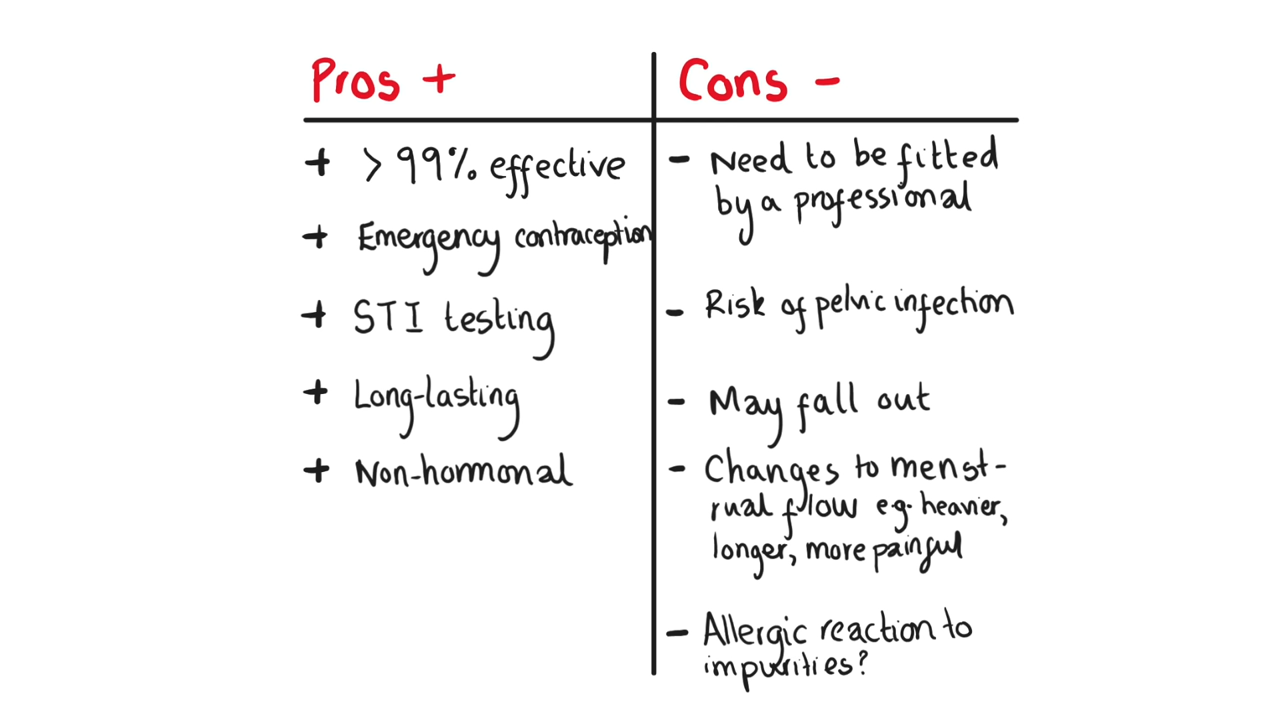 Pros +
+ > 99% effective
+ Emergency contraception
+ STI testing
+ Long-lasting
+ Non-hormonal
Cons -
- Need to be fitted
by a professional
- Risk of pelvic infection
- May fall out
- Changes to menst-
rual flow e.g. heavier,
longer, more painful
- Allergic reaction to
impurities?